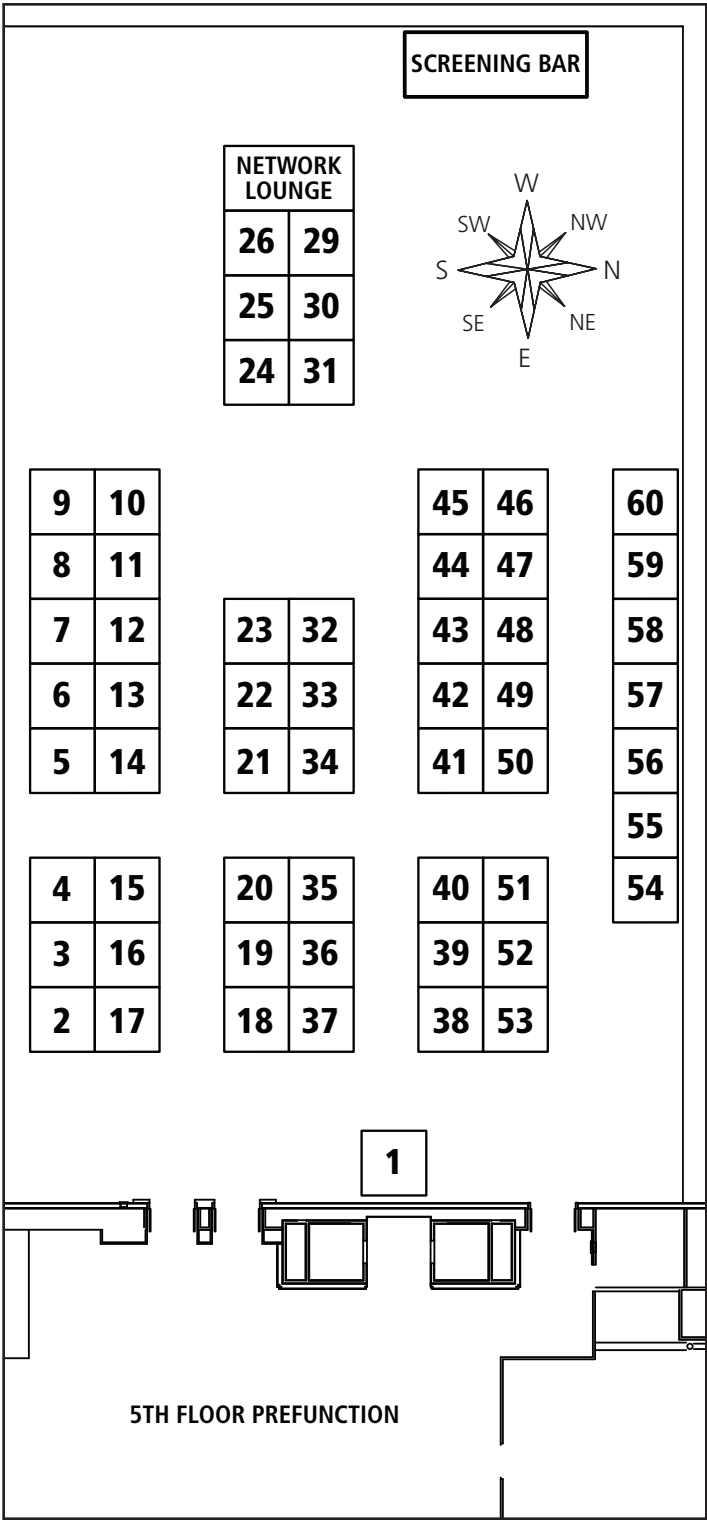 SCREENING BAR
NETWORK
LOUNGE
W
SW NW
S N
SE NE
E
26 29
25 30
24 31
9 10 45 46 60
8 11 44 47 59
7 12 23 32 43 48 58
6 13 22 33 42 49 57
5 14 21 34 41 50 56
55
4 15 20 35 40 51 54
3 16 19 36 39 52
2 17 18 37 38 53
1
5TH FLOOR PREFUNCTION